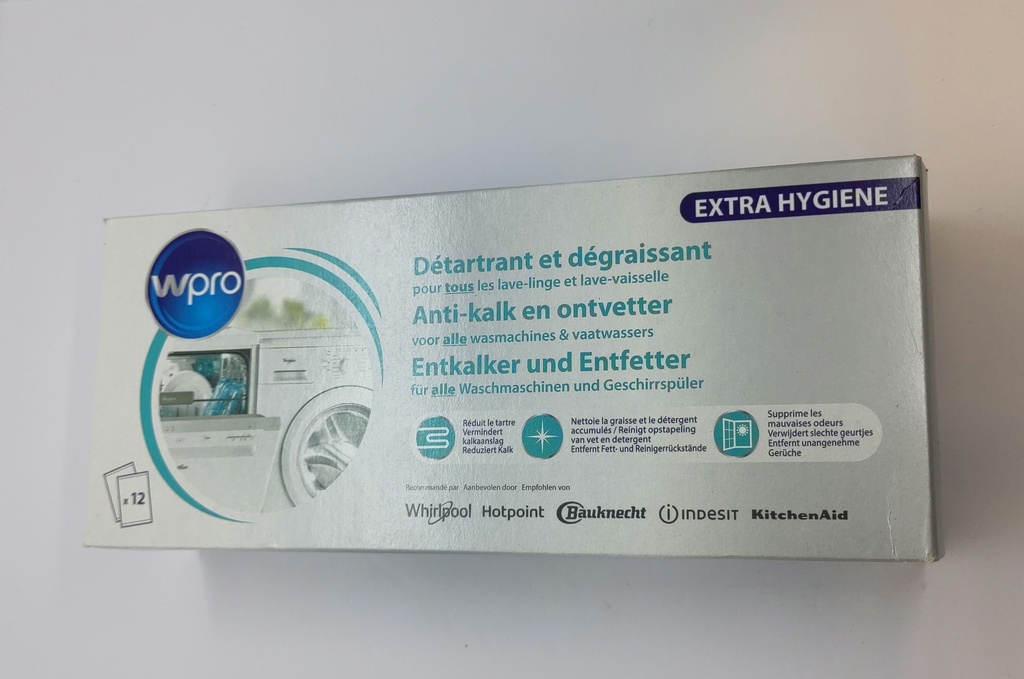 EXTRA HYGIENE
wpro
Détartrant et dégraissant
pour tous les lave-linge et lave-vaisselle
Anti-kalk en ontvetter
voor alle wasmachines & vaatwassers
Entkalker und Entfetter
für alle Waschmaschinen und Geschirrspüler
Réduit le tartre
Vermindert
kalkaanslag
Reduziert Kalk
Nettoie la graisse et le détergent
accumulés / Reinigt opstapeling
van vet en detergent
Entfernt Fett- und Reinigerrückstände
Supprime les
mauvaises odeurs
Verwijdert slechte geurtjes
Entfernt unangenehme
Gerüche
x 12
Recommandé par Aanbevolen door Empfohlen von
Whirlpool Hotpoint Bauknecht indesit KitchenAid